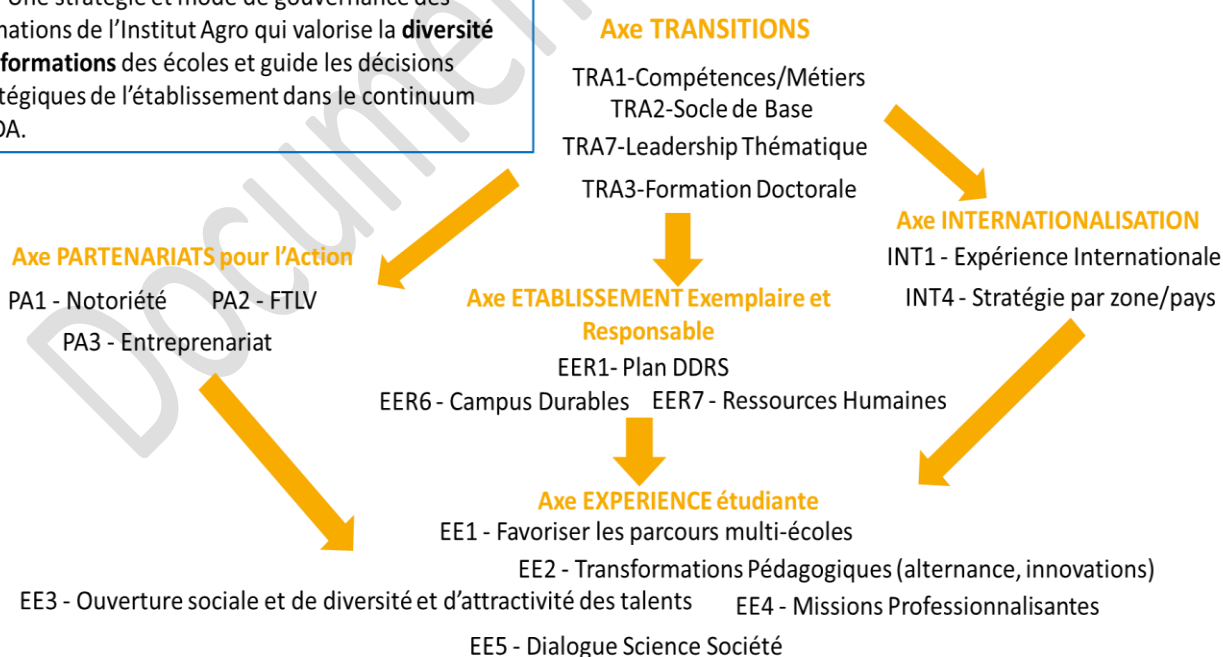 Une stratégie et mode de gouvernance des
mations de l'Institut Agro qui valorise la diversité
formations des écoles et guide les décisions
tégiques de l'établissement dans le continuum
DA.
Axe TRANSITIONS
TRA1-Compétences/Métiers
TRA2-Socle de Base
TRA7-Leadership Thématique
TRA3-Formation Doctorale
Axe PARTENARIATS pour l'Action
PA1 - Notoriété PA2 - FTLV
PA3 - Entreprenariat
Axe ETABLISSEMENT Exemplaire et
Responsable
EER1- Plan DDRS
EER6 - Campus Durables EER7 - Ressources Humaines
Axe INTERNATIONALISATION
INT1 - Expérience Internationale
INT4 - Stratégie par zone/pays
Axe EXPERIENCE étudiante
EE1 - Favoriser les parcours multi-écoles
EE2 - Transformations Pédagogiques (alternance, innovations)
EE3 - Ouverture sociale et de diversité et d'attractivité des talents EE4 - Missions Professionnalisantes
EE5 - Dialogue Science Société
Docume